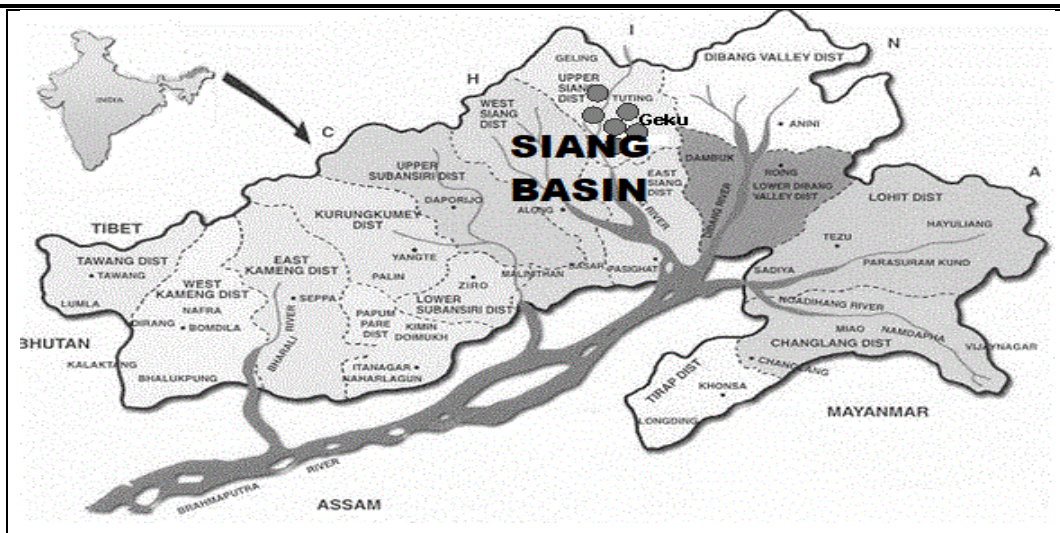 INDIA
C
H
I
N
A
GELING
UPPER
SIANG
DIST
TUTING
Geku
DIBANG VALLEY DIST
ANINI
WEST
SIANG
DIST
SIANG
BASIN
EAST
SIANG
DIST
DAMBUK
ROING
LOWER DIBANG
VALLEY DIST
RIVER
LOHIT DIST
HAYULIANG
TEZU
PARASURAM KUND
SADIYA
UPPER
SUBANSIRI DIST
DAPORIJO
ALONG
KURUNGKUMEY
DIST
YANGTE
PALIN
ZIRO
MALINITHAN
BASAR
PASIGHAT
LOWER
SUBANSIRI DIST
TIBET
TAWANG DIST
TAWANG
LUMLA
EAST
KAMENG DIST
SEPPA
WEST
KAMENG DIST
NAFRA
DIRANG
BOMDILA
BHARALI RIVER
PAPUM
PARE
DIST
KIMIN
DOIMUKH
ITANAGAR
NAHARLAGUN
BHUTAN
KALAKTANG
BHALUKPUNG
NOADIHANG RIVER
MIAO
NAMDAPHA
CHANGLANG DIST
VIJAYNAGAR
CHANGLANG
TIRAP DIST
KHONSA
LONGDING
MAYANMAR
BRAHMAPUTRA
RIVER
ASSAM